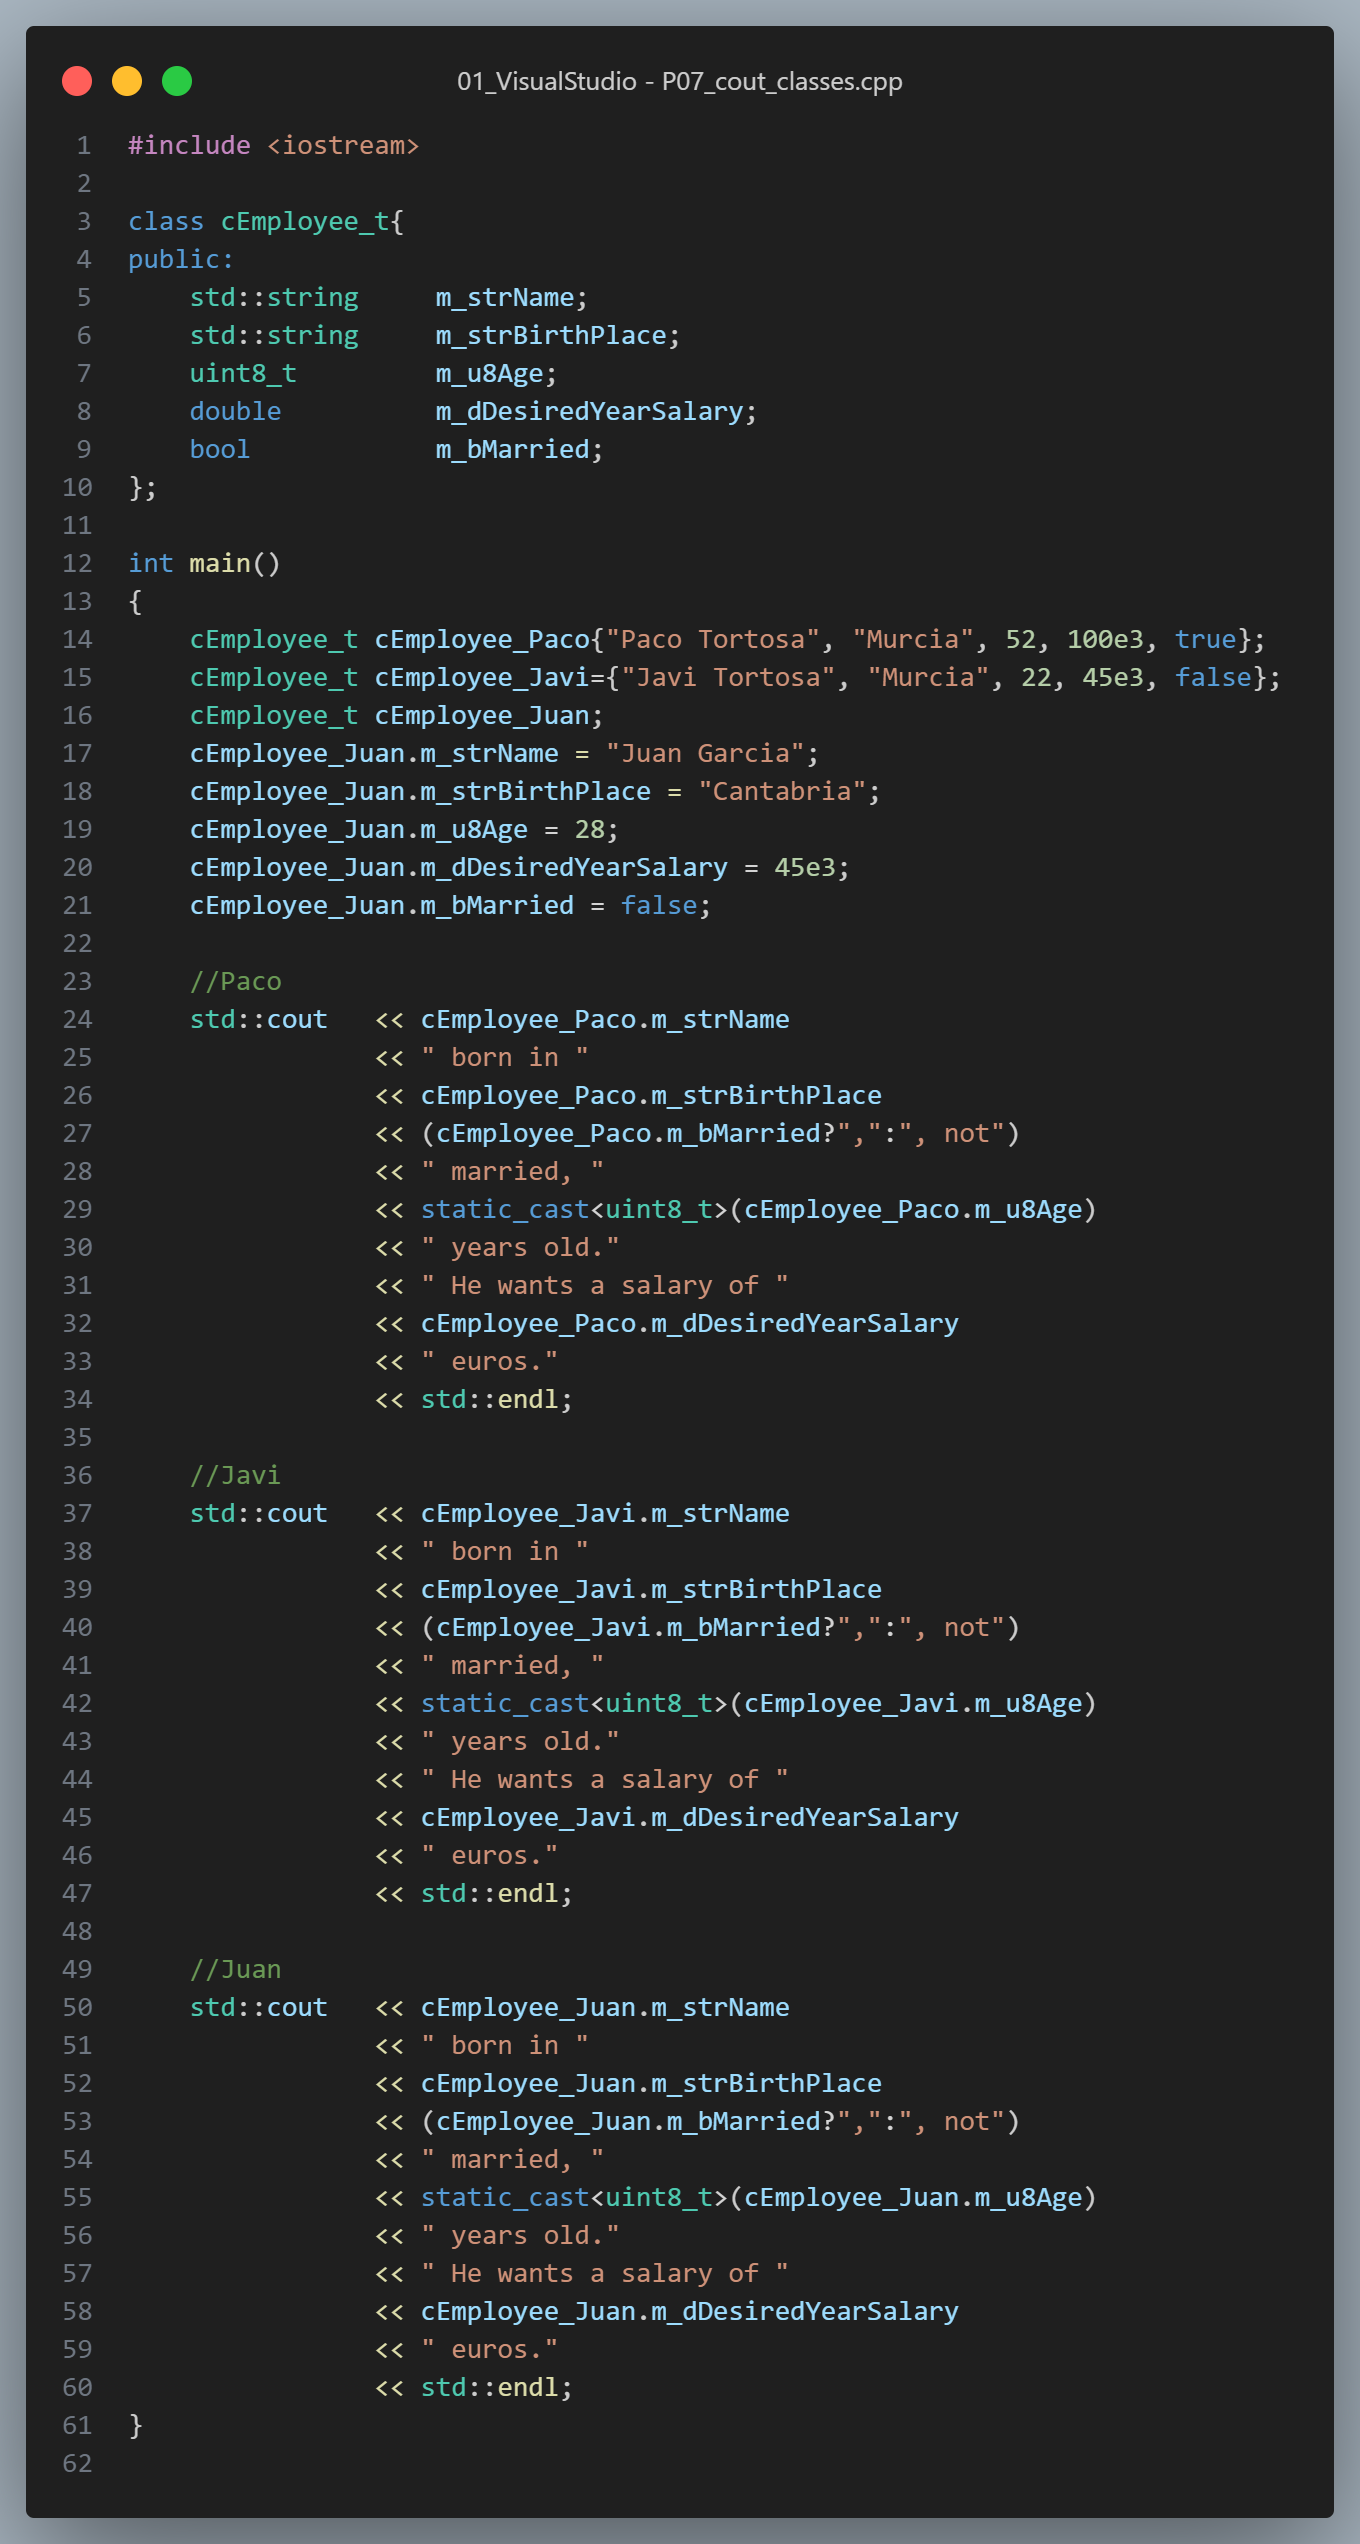 01_VisualStudio - P07_cout_classes.cpp
1 #include <iostream>
2
3 class cEmployee_t{
4 public:
5     std::string     m_strName;
6     std::string     m_strBirthPlace;
7     uint8_t         m_u8Age;
8     double          m_dDesiredYearSalary;
9     bool            m_bMarried;
10 };
11
12 int main()
13 {
14     cEmployee_t cEmployee_Paco{"Paco Tortosa", "Murcia", 52, 100e3, true};
15     cEmployee_t cEmployee_Javi={"Javi Tortosa", "Murcia", 22, 45e3, false};
16     cEmployee_t cEmployee_Juan;
17     cEmployee_Juan.m_strName = "Juan Garcia";
18     cEmployee_Juan.m_strBirthPlace = "Cantabria";
19     cEmployee_Juan.m_u8Age = 28;
20     cEmployee_Juan.m_dDesiredYearSalary = 45e3;
21     cEmployee_Juan.m_bMarried = false;
22
23     //Paco
24     std::cout   << cEmployee_Paco.m_strName
25                 << " born in "
26                 << cEmployee_Paco.m_strBirthPlace
27                 << (cEmployee_Paco.m_bMarried?",":", not")
28                 << " married, "
29                 << static_cast<uint8_t>(cEmployee_Paco.m_u8Age)
30                 << " years old."
31                 << " He wants a salary of "
32                 << cEmployee_Paco.m_dDesiredYearSalary
33                 << " euros."
34                 << std::endl;
35
36     //Javi
37     std::cout   << cEmployee_Javi.m_strName
38                 << " born in "
39                 << cEmployee_Javi.m_strBirthPlace
40                 << (cEmployee_Javi.m_bMarried?",":", not")
41                 << " married, "
42                 << static_cast<uint8_t>(cEmployee_Javi.m_u8Age)
43                 << " years old."
44                 << " He wants a salary of "
45                 << cEmployee_Javi.m_dDesiredYearSalary
46                 << " euros."
47                 << std::endl;
48
49     //Juan
50     std::cout   << cEmployee_Juan.m_strName
51                 << " born in "
52                 << cEmployee_Juan.m_strBirthPlace
53                 << (cEmployee_Juan.m_bMarried?",":", not")
54                 << " married, "
55                 << static_cast<uint8_t>(cEmployee_Juan.m_u8Age)
56                 << " years old."
57                 << " He wants a salary of "
58                 << cEmployee_Juan.m_dDesiredYearSalary
59                 << " euros."
60                 << std::endl;
61 }
62